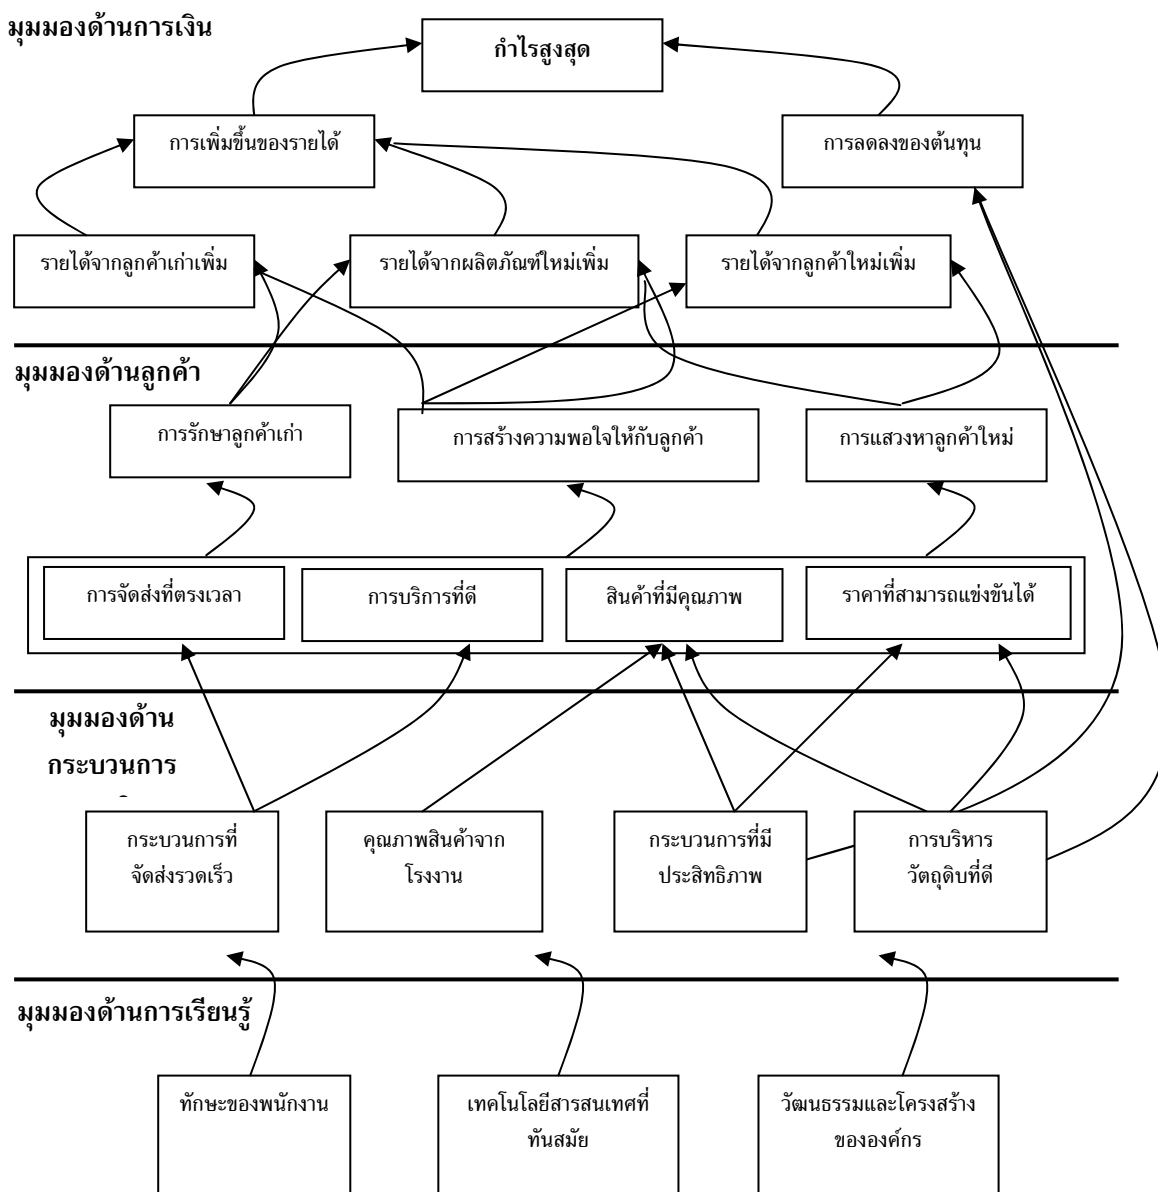 มุมมองด้านการเงิน
กำไรสูงสุด
การเพิ่มขึ้นของรายได้
การลดลงของต้นทุน
รายได้จากลูกค้าเก่าเพิ่ม
รายได้จากผลิตภัณฑ์ใหม่เพิ่ม
รายได้จากลูกค้าใหม่เพิ่ม
มุมมองด้านลูกค้า
การรักษาลูกค้าเก่า
การสร้างความพอใจให้กับลูกค้า
การแสวงหาลูกค้าใหม่
การจัดส่งที่ตรงเวลา
การบริการที่ดี
สินค้าที่มีคุณภาพ
ราคาที่สามารถแข่งขันได้
มุมมองด้าน
กระบวนการ
กระบวนการที่
จัดส่งรวดเร็ว
คุณภาพสินค้าจาก
โรงงาน
กระบวนการที่มี
ประสิทธิภาพ
การบริหาร
วัตถุดิบที่ดี
มุมมองด้านการเรียนรู้
ทักษะของพนักงาน
เทคโนโลยีสารสนเทศที่
ทันสมัย
วัฒนธรรมและโครงสร้าง
ขององค์กร